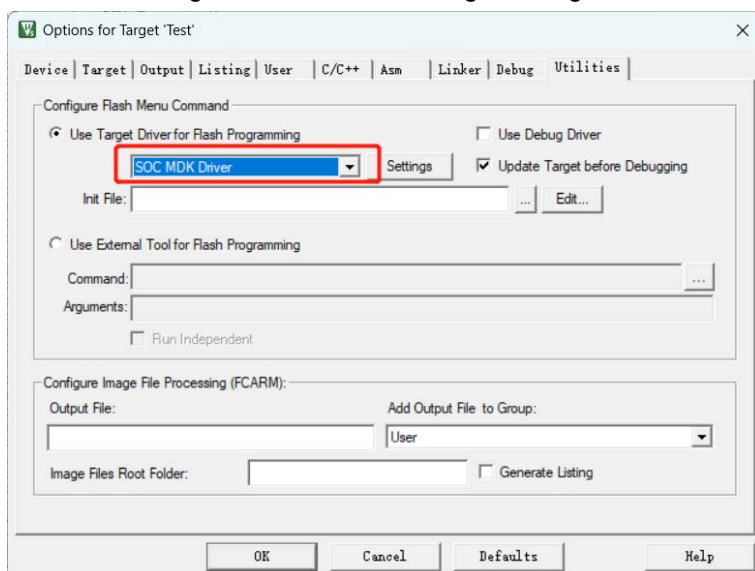 Options for Target 'Test'
Device Target Output Listing User C/C++ Asm Linker Debug Utilities
Configure Flash Menu Command
Use Target Driver for Flash Programming
Use Debug Driver
SOC MDK Driver
Settings
Update Target before Debugging
Init File:
...
Edit...
Use External Tool for Flash Programming
Command:
...
Arguments:
Run Independent
Configure Image File Processing (FCARM):
Output File:
Add Output File to Group:
User
Image Files Root Folder:
Generate Listing
OK Cancel Defaults Help